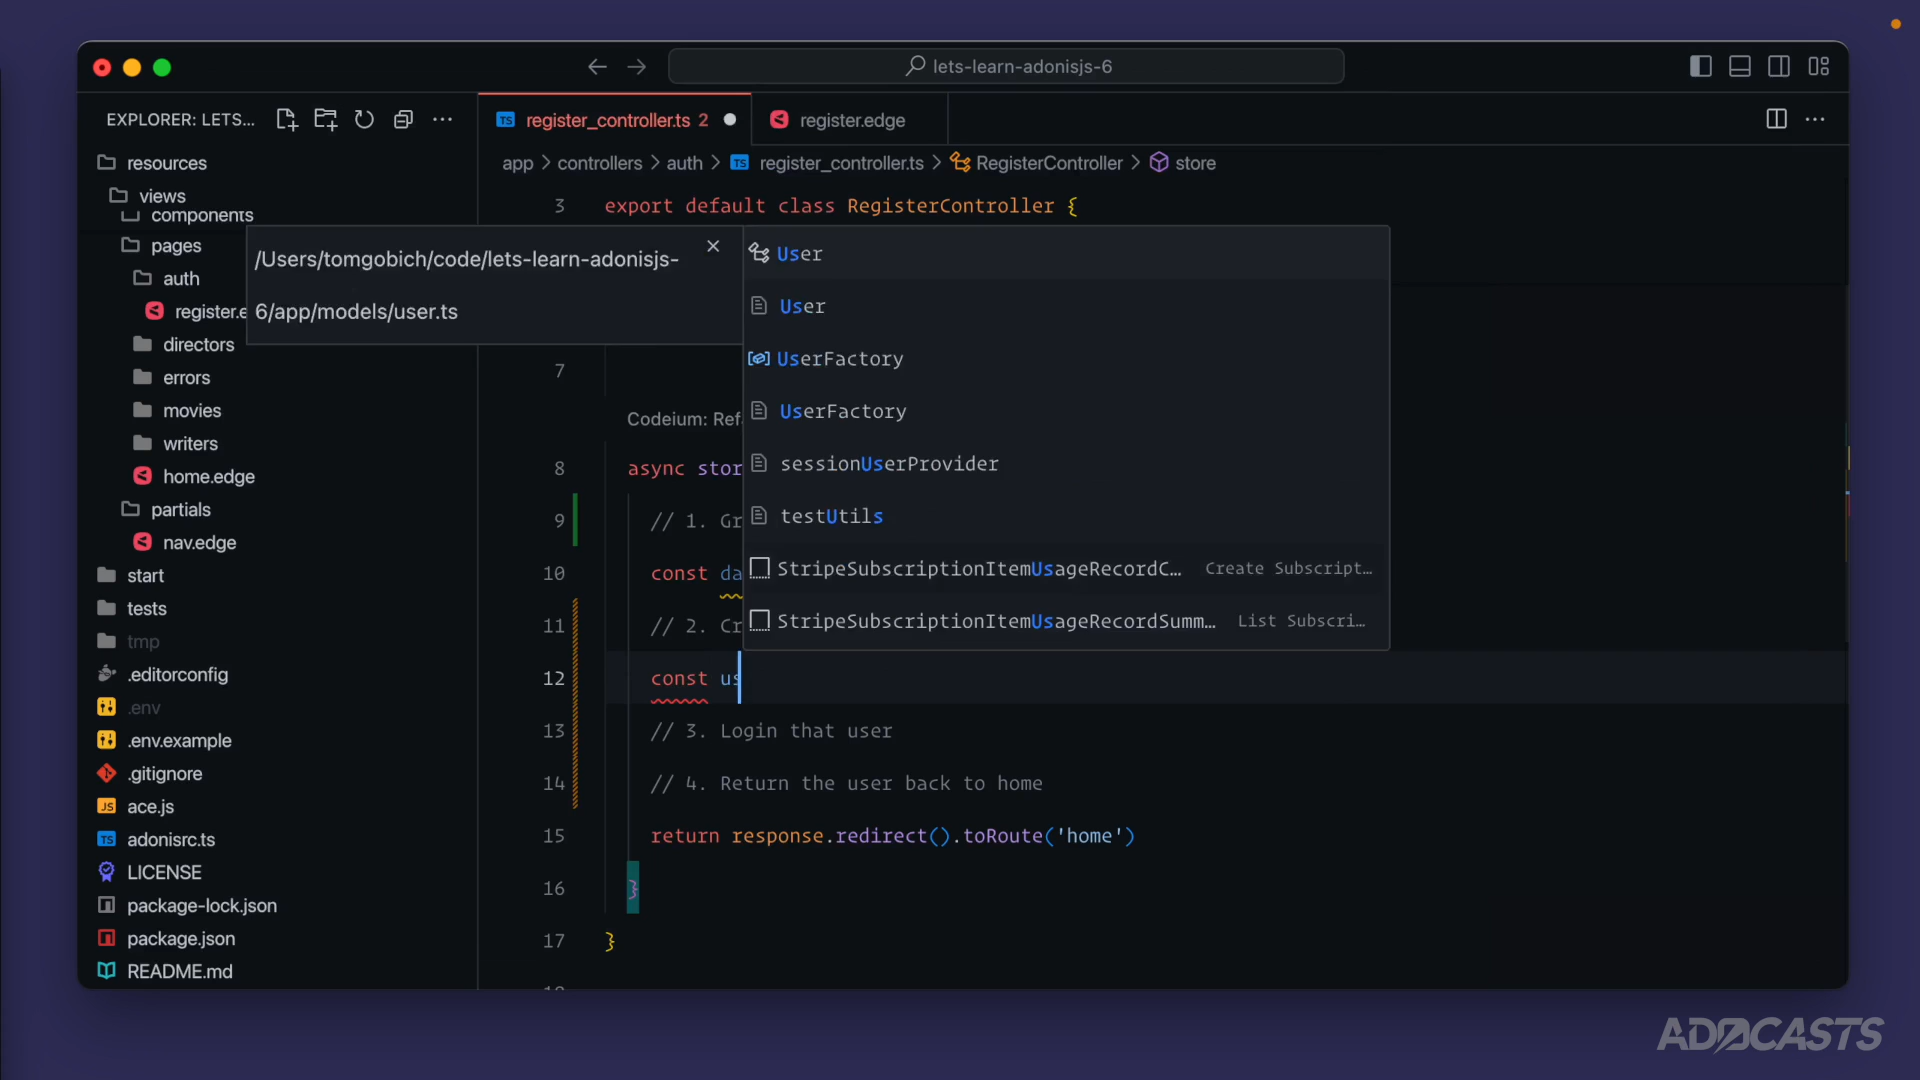 lets-learn-adonisjs-6
EXPLORER: LETS...
resources
views
components
pages
auth
register.e
directors
errors
movies
writers
home.edge
partials
nav.edge
start
tests
tmp
.editorconfig
.env
.env.example
.gitignore
ace.js
adonisrc.ts
LICENSE
package-lock.json
package.json
README.md
TS register_controller.ts 2
register.edge
app > controllers > auth > TS register_controller.ts > RegisterController > store
3 export default class RegisterController {
/Users/tomgobich/code/lets-learn-adonisjs-
6/app/models/user.ts
User
User
UserFactory
UserFactory
sessionUserProvider
testUtils
StripeSubscriptionItemUsageRecordC... Create Subscript...
StripeSubscriptionItemUsageRecordSumm... List Subscri...
7
Codeium: Ref
8 async stor
9 // 1. Gr
10 const da
11 // 2. Cr
12 const us
13 // 3. Login that user
14 // 4. Return the user back to home
15 return response.redirect().toRoute('home')
16 }
17 }
ADOCASTS